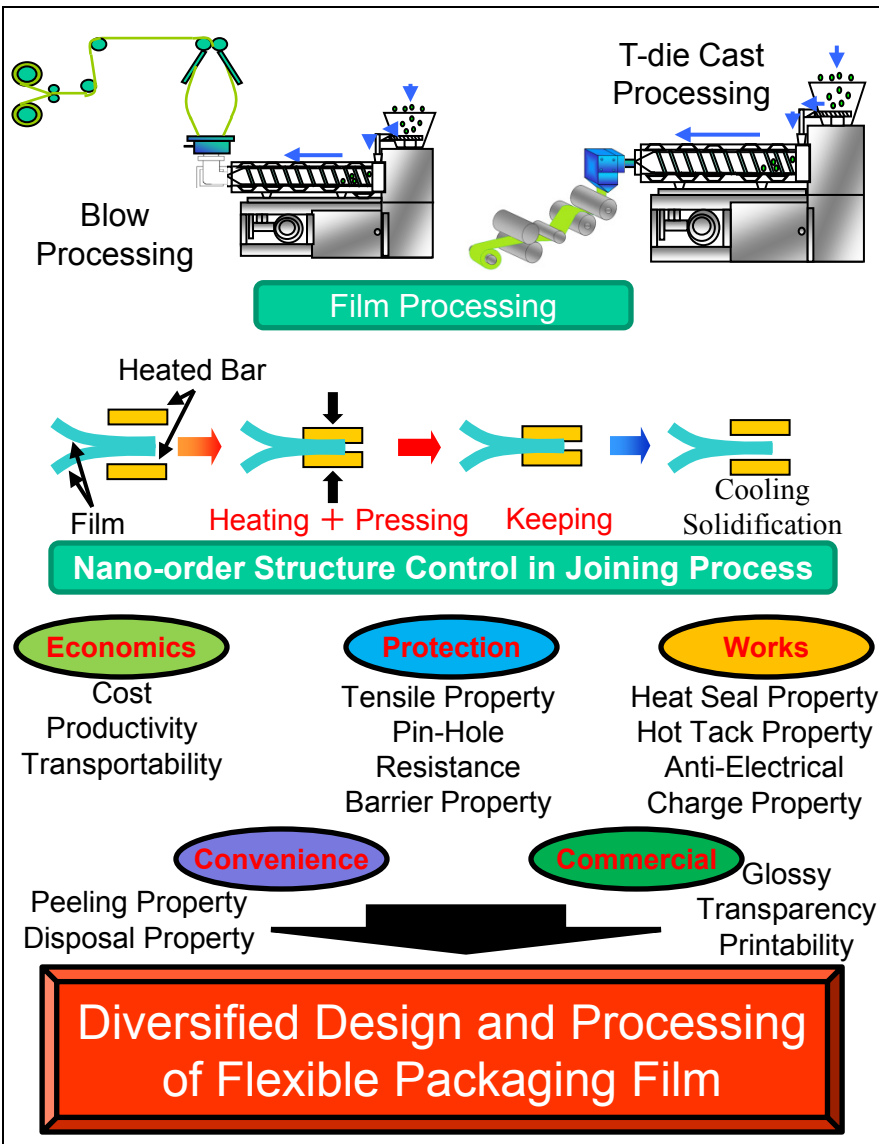 T-die Cast
Processing
Blow
Processing
Film Processing
Heated Bar
Film
Heating + Pressing
Keeping
Cooling
Solidification
Nano-order Structure Control in Joining Process
Economics
Cost
Productivity
Transportability
Protection
Tensile Property
Pin-Hole
Resistance
Barrier Property
Works
Heat Seal Property
Hot Tack Property
Anti-Electrical
Charge Property
Convenience
Peeling Property
Disposal Property
Commercial
Glossy
Transparency
Printability
Diversified Design and Processing
of Flexible Packaging Film